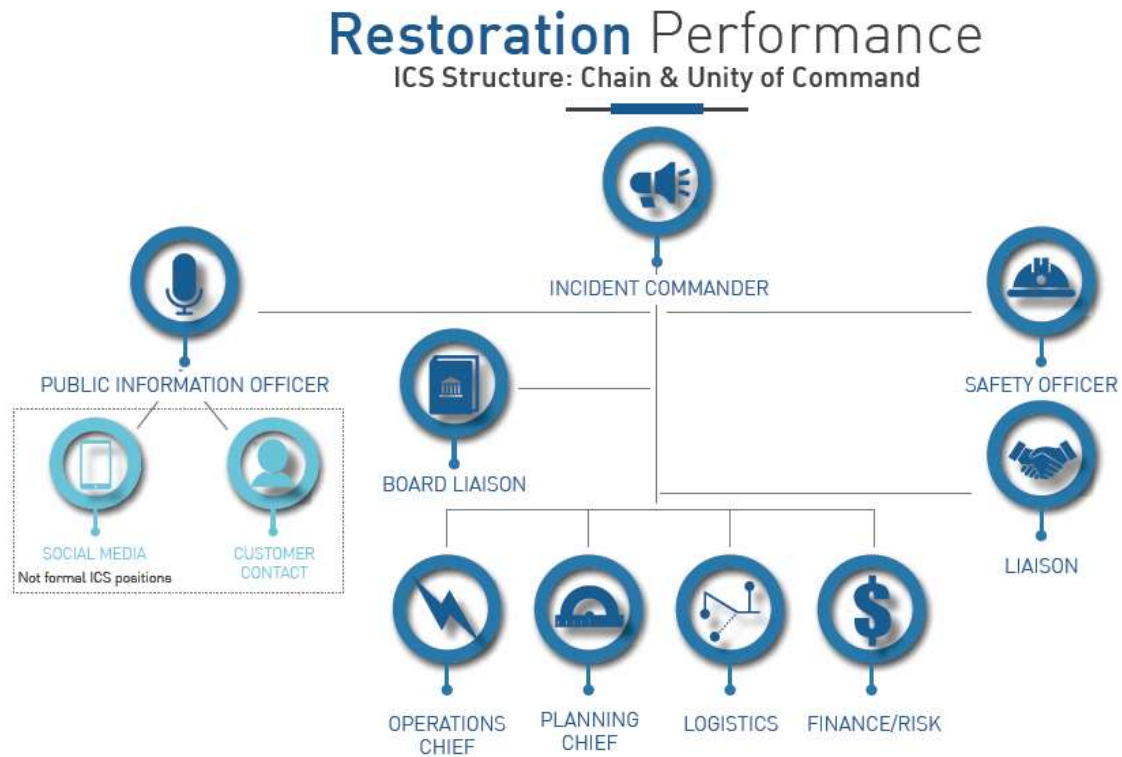 Restoration Performance
ICS Structure: Chain & Unity of Command
INCIDENT COMMANDER
PUBLIC INFORMATION OFFICER
SAFETY OFFICER
BOARD LIAISON
SOCIAL MEDIA
CUSTOMER
CONTACT
Not formal ICS positions
LIAISON
OPERATIONS
CHIEF
PLANNING
CHIEF
LOGISTICS
FINANCE/RISK